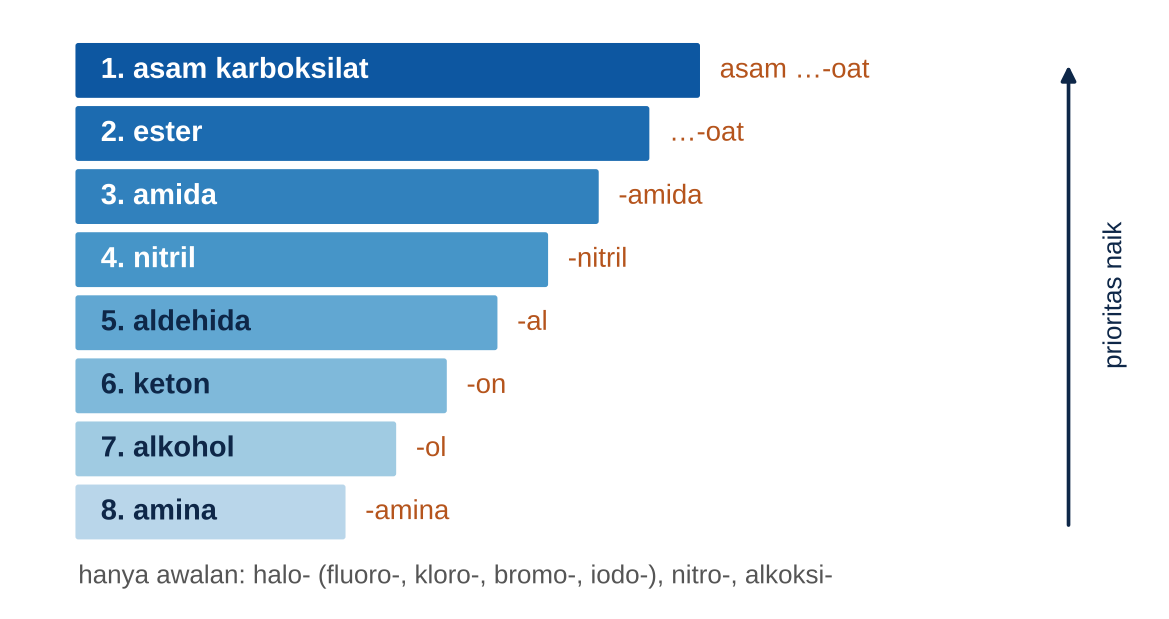 1. asam karboksilat asam …-oat
2. ester …-oat
3. amida -amida
4. nitril -nitril
5. aldehida -al
6. keton -on
7. alkohol -ol
8. amina -amina
prioritas naik
hanya awalan: halo- (fluoro-, kloro-, bromo-, iodo-), nitro-, alkoksi-